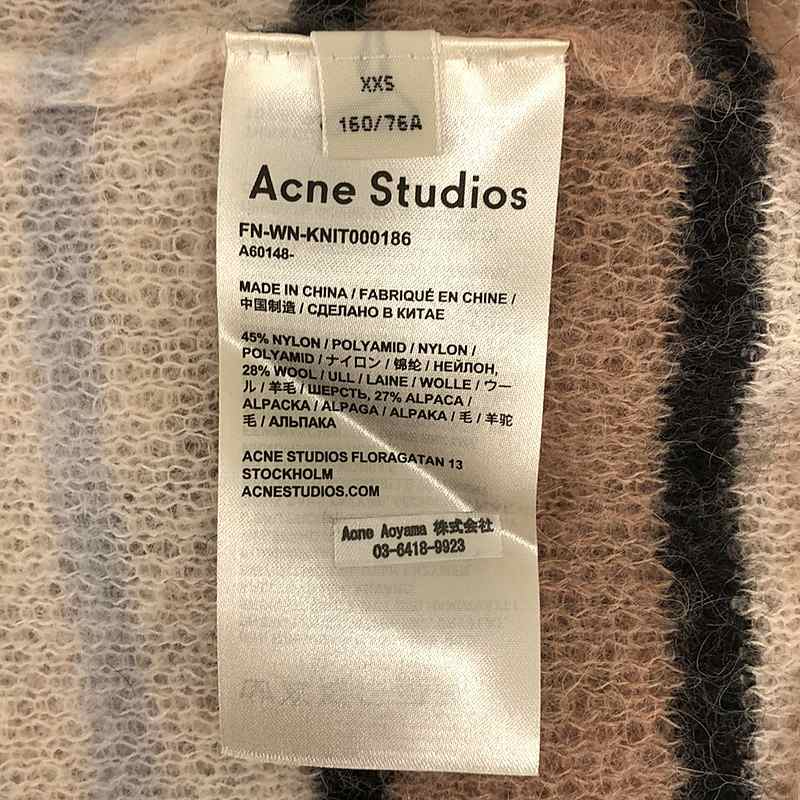 XXS
160/76A
Acne Studios
FN-WN-KNIT000186
A60148-
MADE IN CHINA / FABRIQUÉ EN CHINE /
中国制造 / СДЕЛАНО В КИТАЕ
45% NYLON / POLYAMID / NYLON /
POLYAMID / ナイロン / 锦纶 / НЕЙЛОН,
28% WOOL / ULL / LAINE / WOLLE / ウー
ル / 羊毛 / ШЕРСТЬ, 27% ALPACA /
ALPACKA / ALPAGA / ALPAKA / 毛 / 羊驼
毛 / АЛЬПАКА
ACNE STUDIOS FLORAGATAN 13
STOCKHOLM
ACNESTUDIOS.COM
Acne Aoyama 株式会社
03-6418-9923